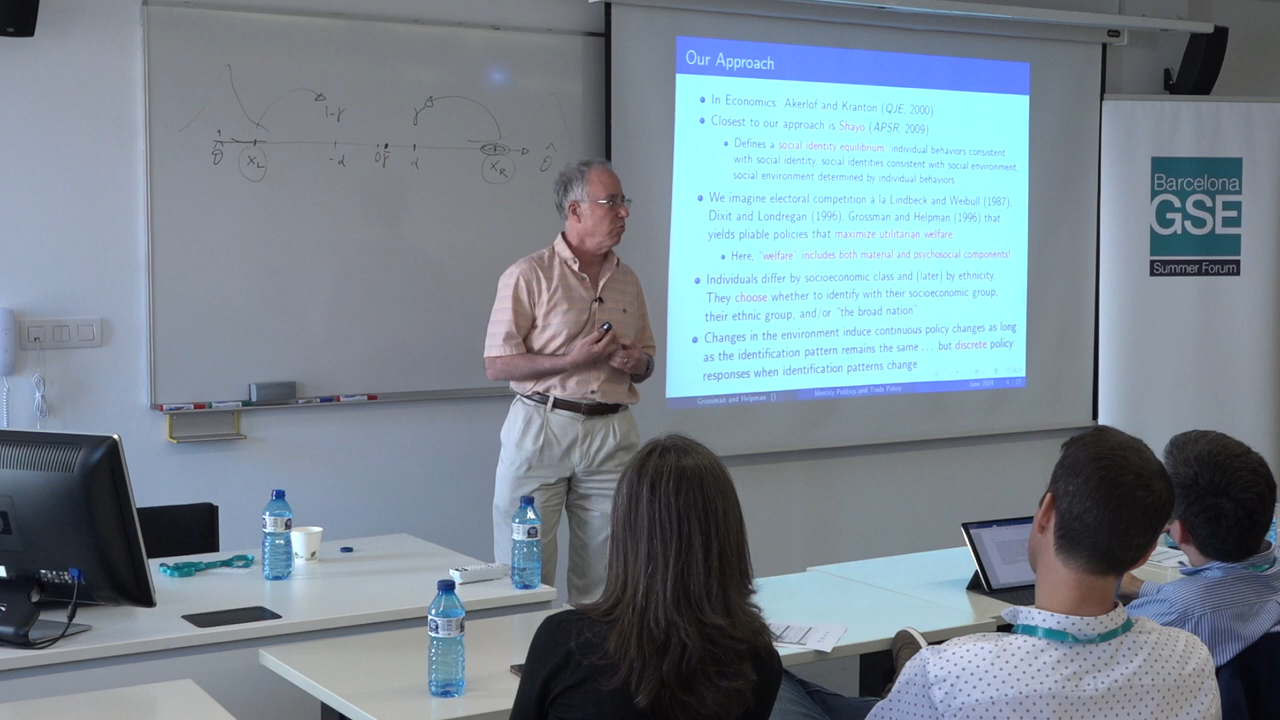 1-γ
γ
θ
X_L
-α
0
γ̄
α
X_R
θ̂
Our Approach
In Economics: Akerlof and Kranton (QJE, 2000)
Closest to our approach is Shayo (APSR, 2009)
Defines a social identity equilibrium: individual behaviors consistent
with social identity, social identities consistent with social environment,
social environment determined by individual behaviors
We imagine electoral competition à la Lindbeck and Weibull (1987),
Dixit and Londregan (1996), Grossman and Helpman (1996) that
yields pliable policies that maximize utilitarian welfare.
Here, "welfare" includes both material and psychosocial components!
Individuals differ by socioeconomic class and (later) by ethnicity.
They choose whether to identify with their socioeconomic group,
their ethnic group, and/or "the broad nation"
Changes in the environment induce continuous policy changes as long
as the identification pattern remains the same ... but discrete policy
responses when identification patterns change
Grossman and Helpman ()
Identity Politics and Trade Policy
June 2019
Barcelona
GSE
Summer Forum